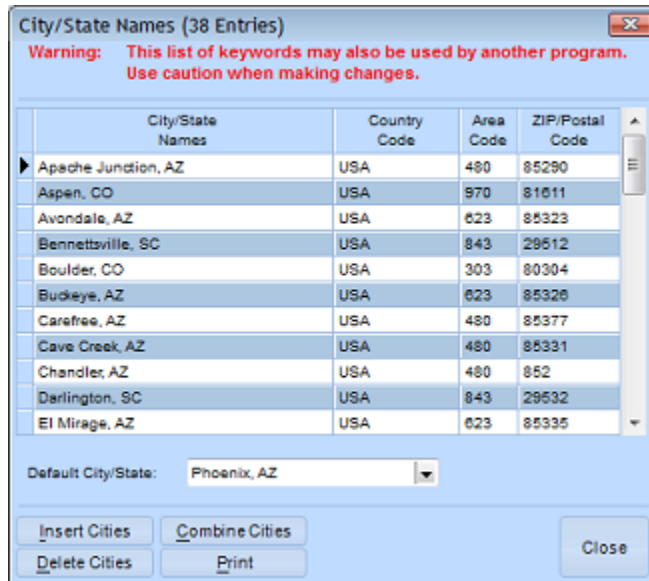 City/State Names (38 Entries)
Warning: This list of keywords may also be used by another program.
Use caution when making changes.
City/State Names Country Code Area Code ZIP/Postal Code
Apache Junction, AZ USA 480 85290
Aspen, CO USA 970 81611
Avondale, AZ USA 623 85323
Bennettsville, SC USA 843 29512
Boulder, CO USA 303 80304
Buckeye, AZ USA 623 85326
Carefree, AZ USA 480 85377
Cave Creek, AZ USA 480 85331
Chandler, AZ USA 480 852
Darlington, SC USA 843 29532
El Mirage, AZ USA 623 85335
Default City/State: Phoenix, AZ
Insert Cities Combine Cities
Delete Cities Print
Close